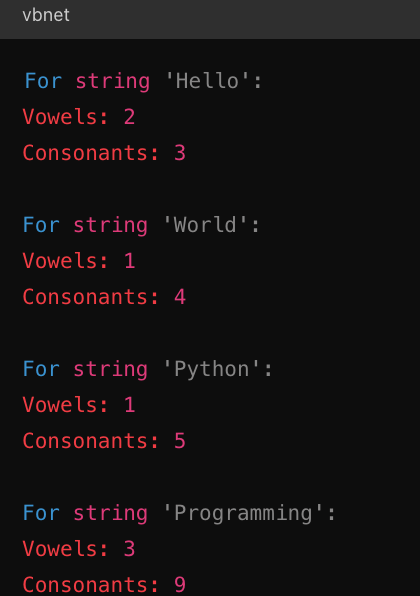 vbnet
For string 'Hello':
Vowels: 2
Consonants: 3
For string 'World':
Vowels: 1
Consonants: 4
For string 'Python':
Vowels: 1
Consonants: 5
For string 'Programming':
Vowels: 3
Consonants: 9